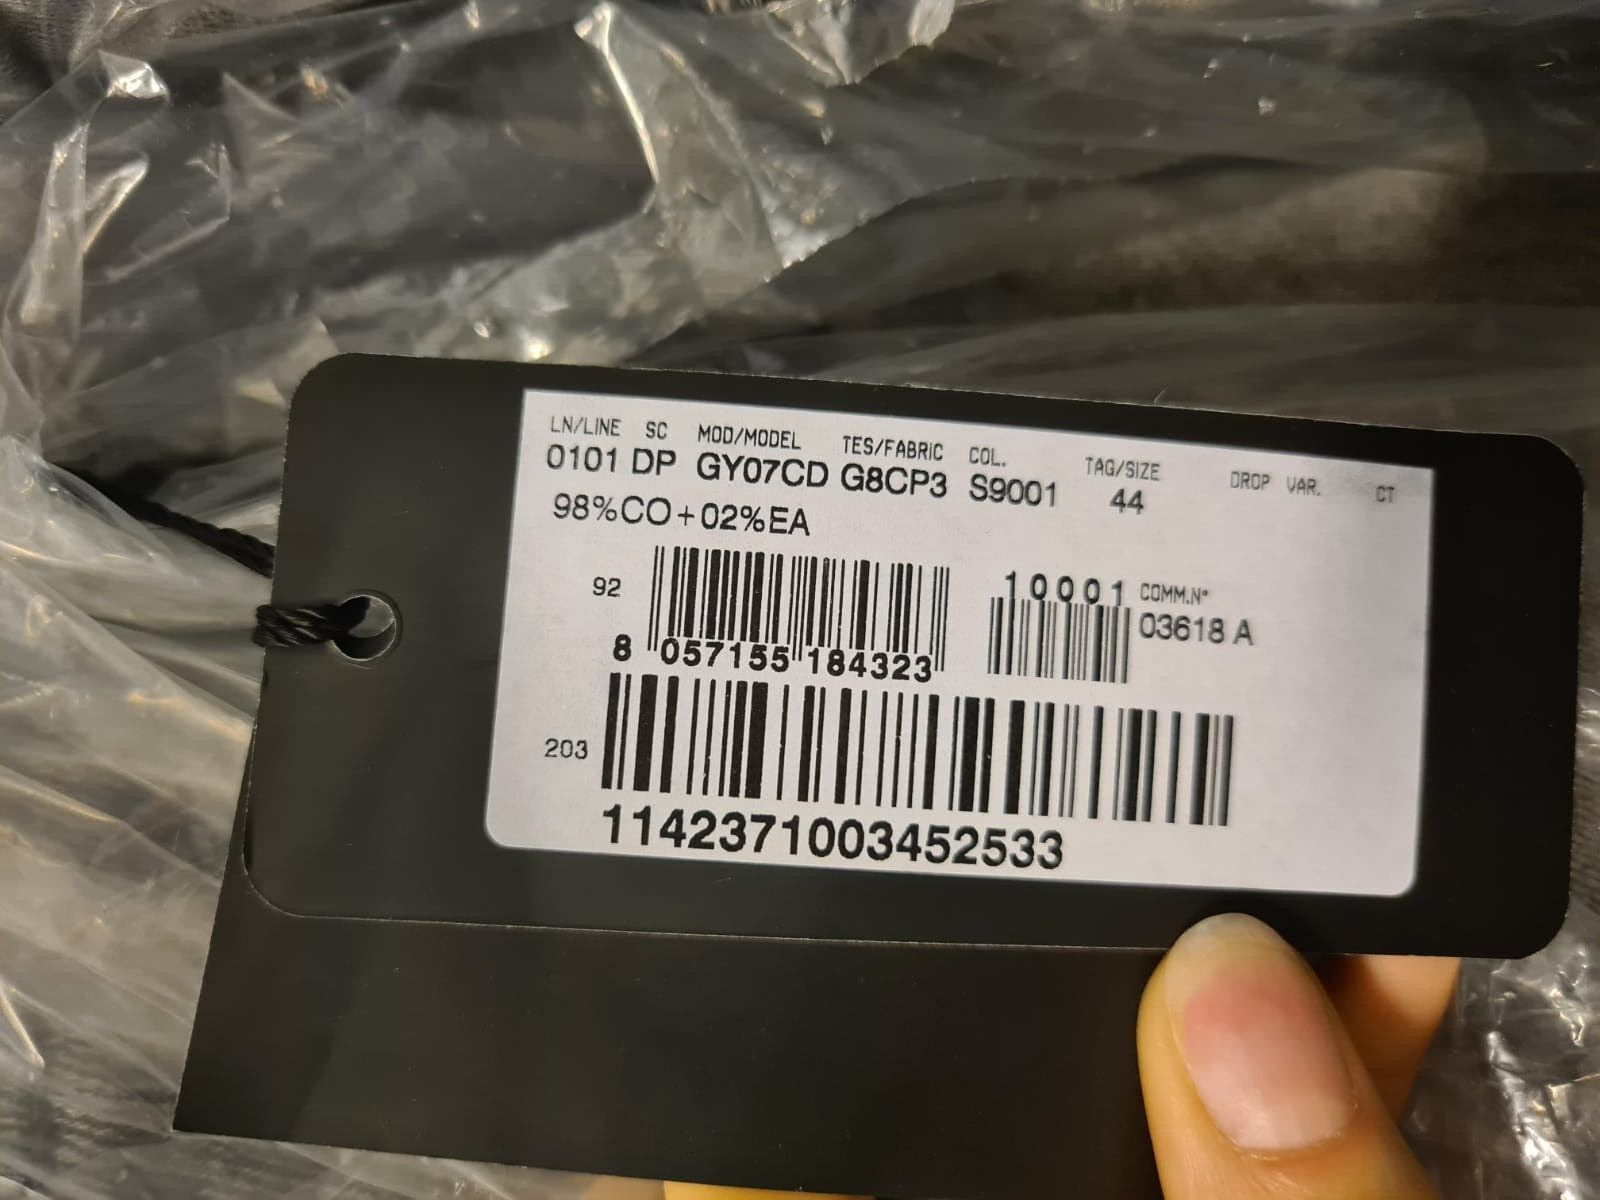 LN/LINE SC MOD/MODEL TES/FABRIC COL. TAG/SIZE DROP VAR. CT
0101 DP GY07CD G8CP3 S9001 44
98%CO+02%EA
92
8 057155 184323
10001 COMM.N°
03618 A
203
1142371003452533